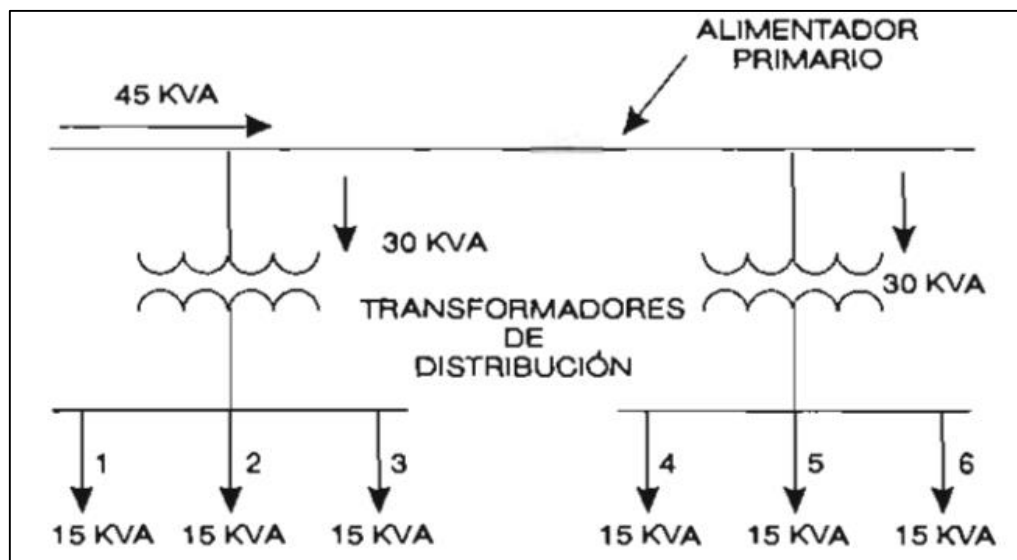 ALIMENTADOR
PRIMARIO
45 KVA
30 KVA
30 KVA
TRANSFORMADORES
DE
DISTRIBUCIÓN
1 2 3 4 5 6
15 KVA 15 KVA 15 KVA 15 KVA 15 KVA 15 KVA